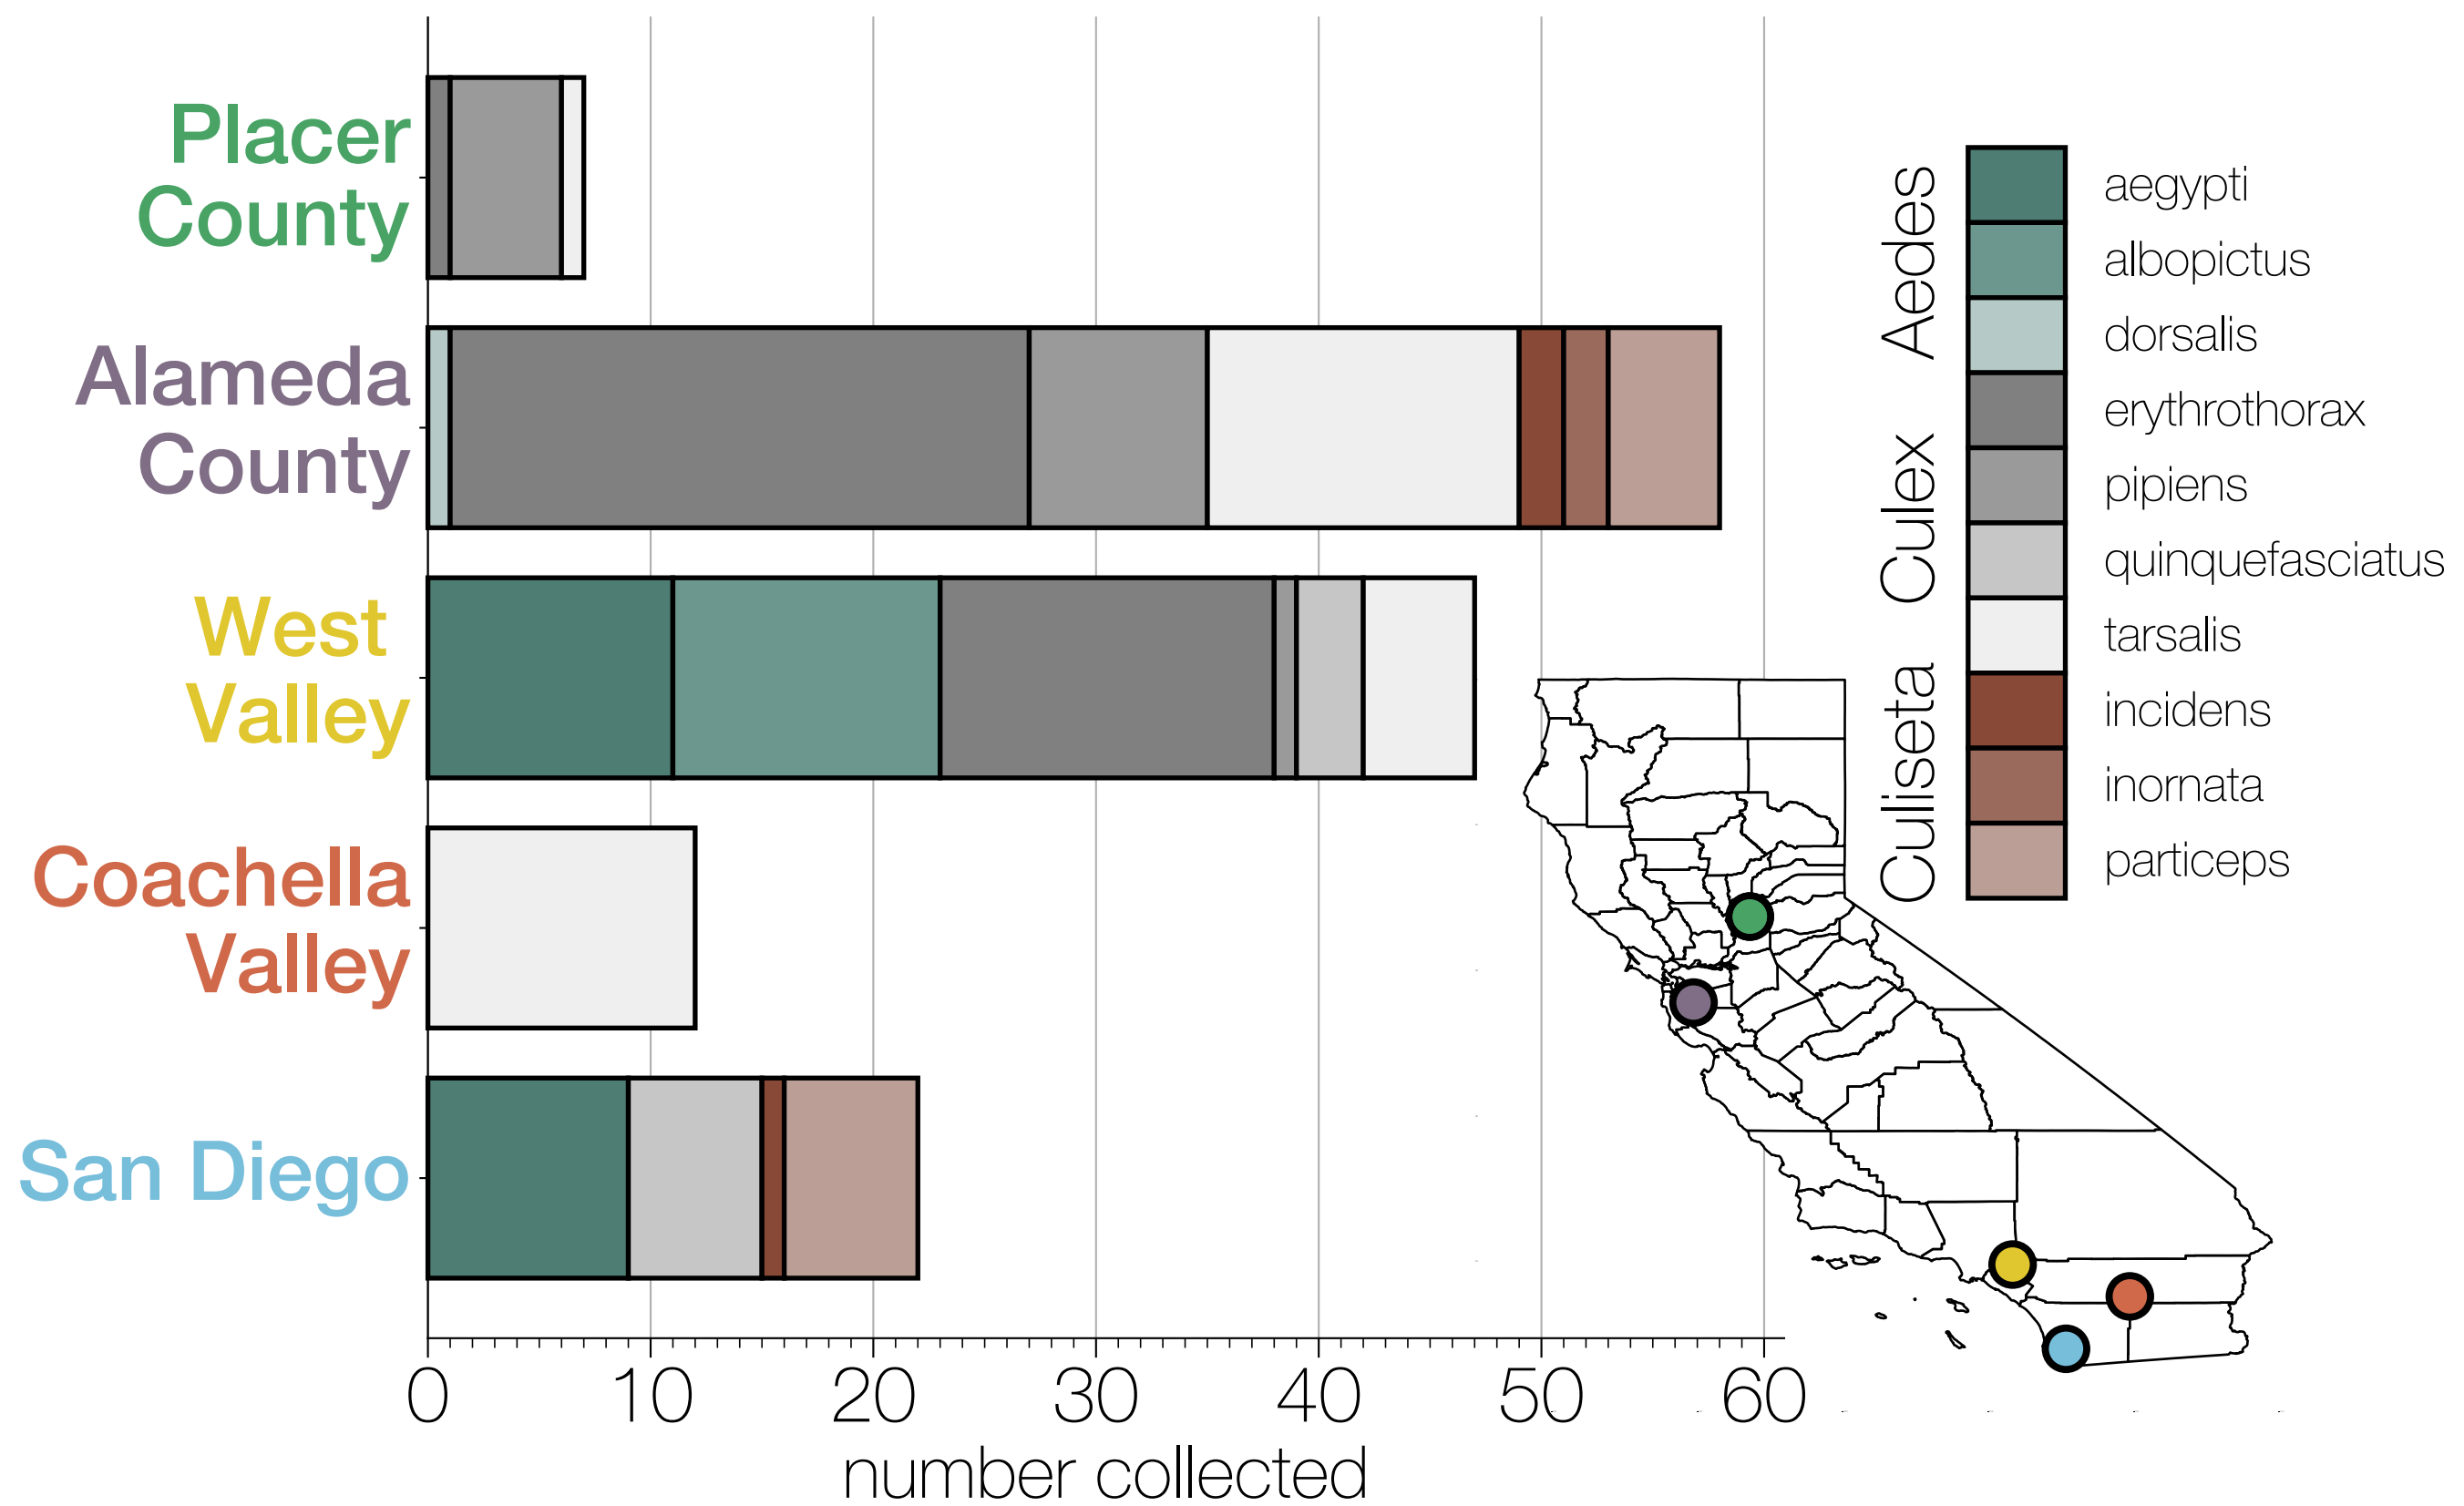 Placer
County
Alameda
County
West
Valley
Coachella
Valley
San Diego
0 10 20 30 40 50 60
number collected
Aedes
Culex
Culiseta
aegypti
albopictus
dorsalis
erythrothorax
pipiens
quinquefasciatus
tarsalis
incidens
inornata
particeps